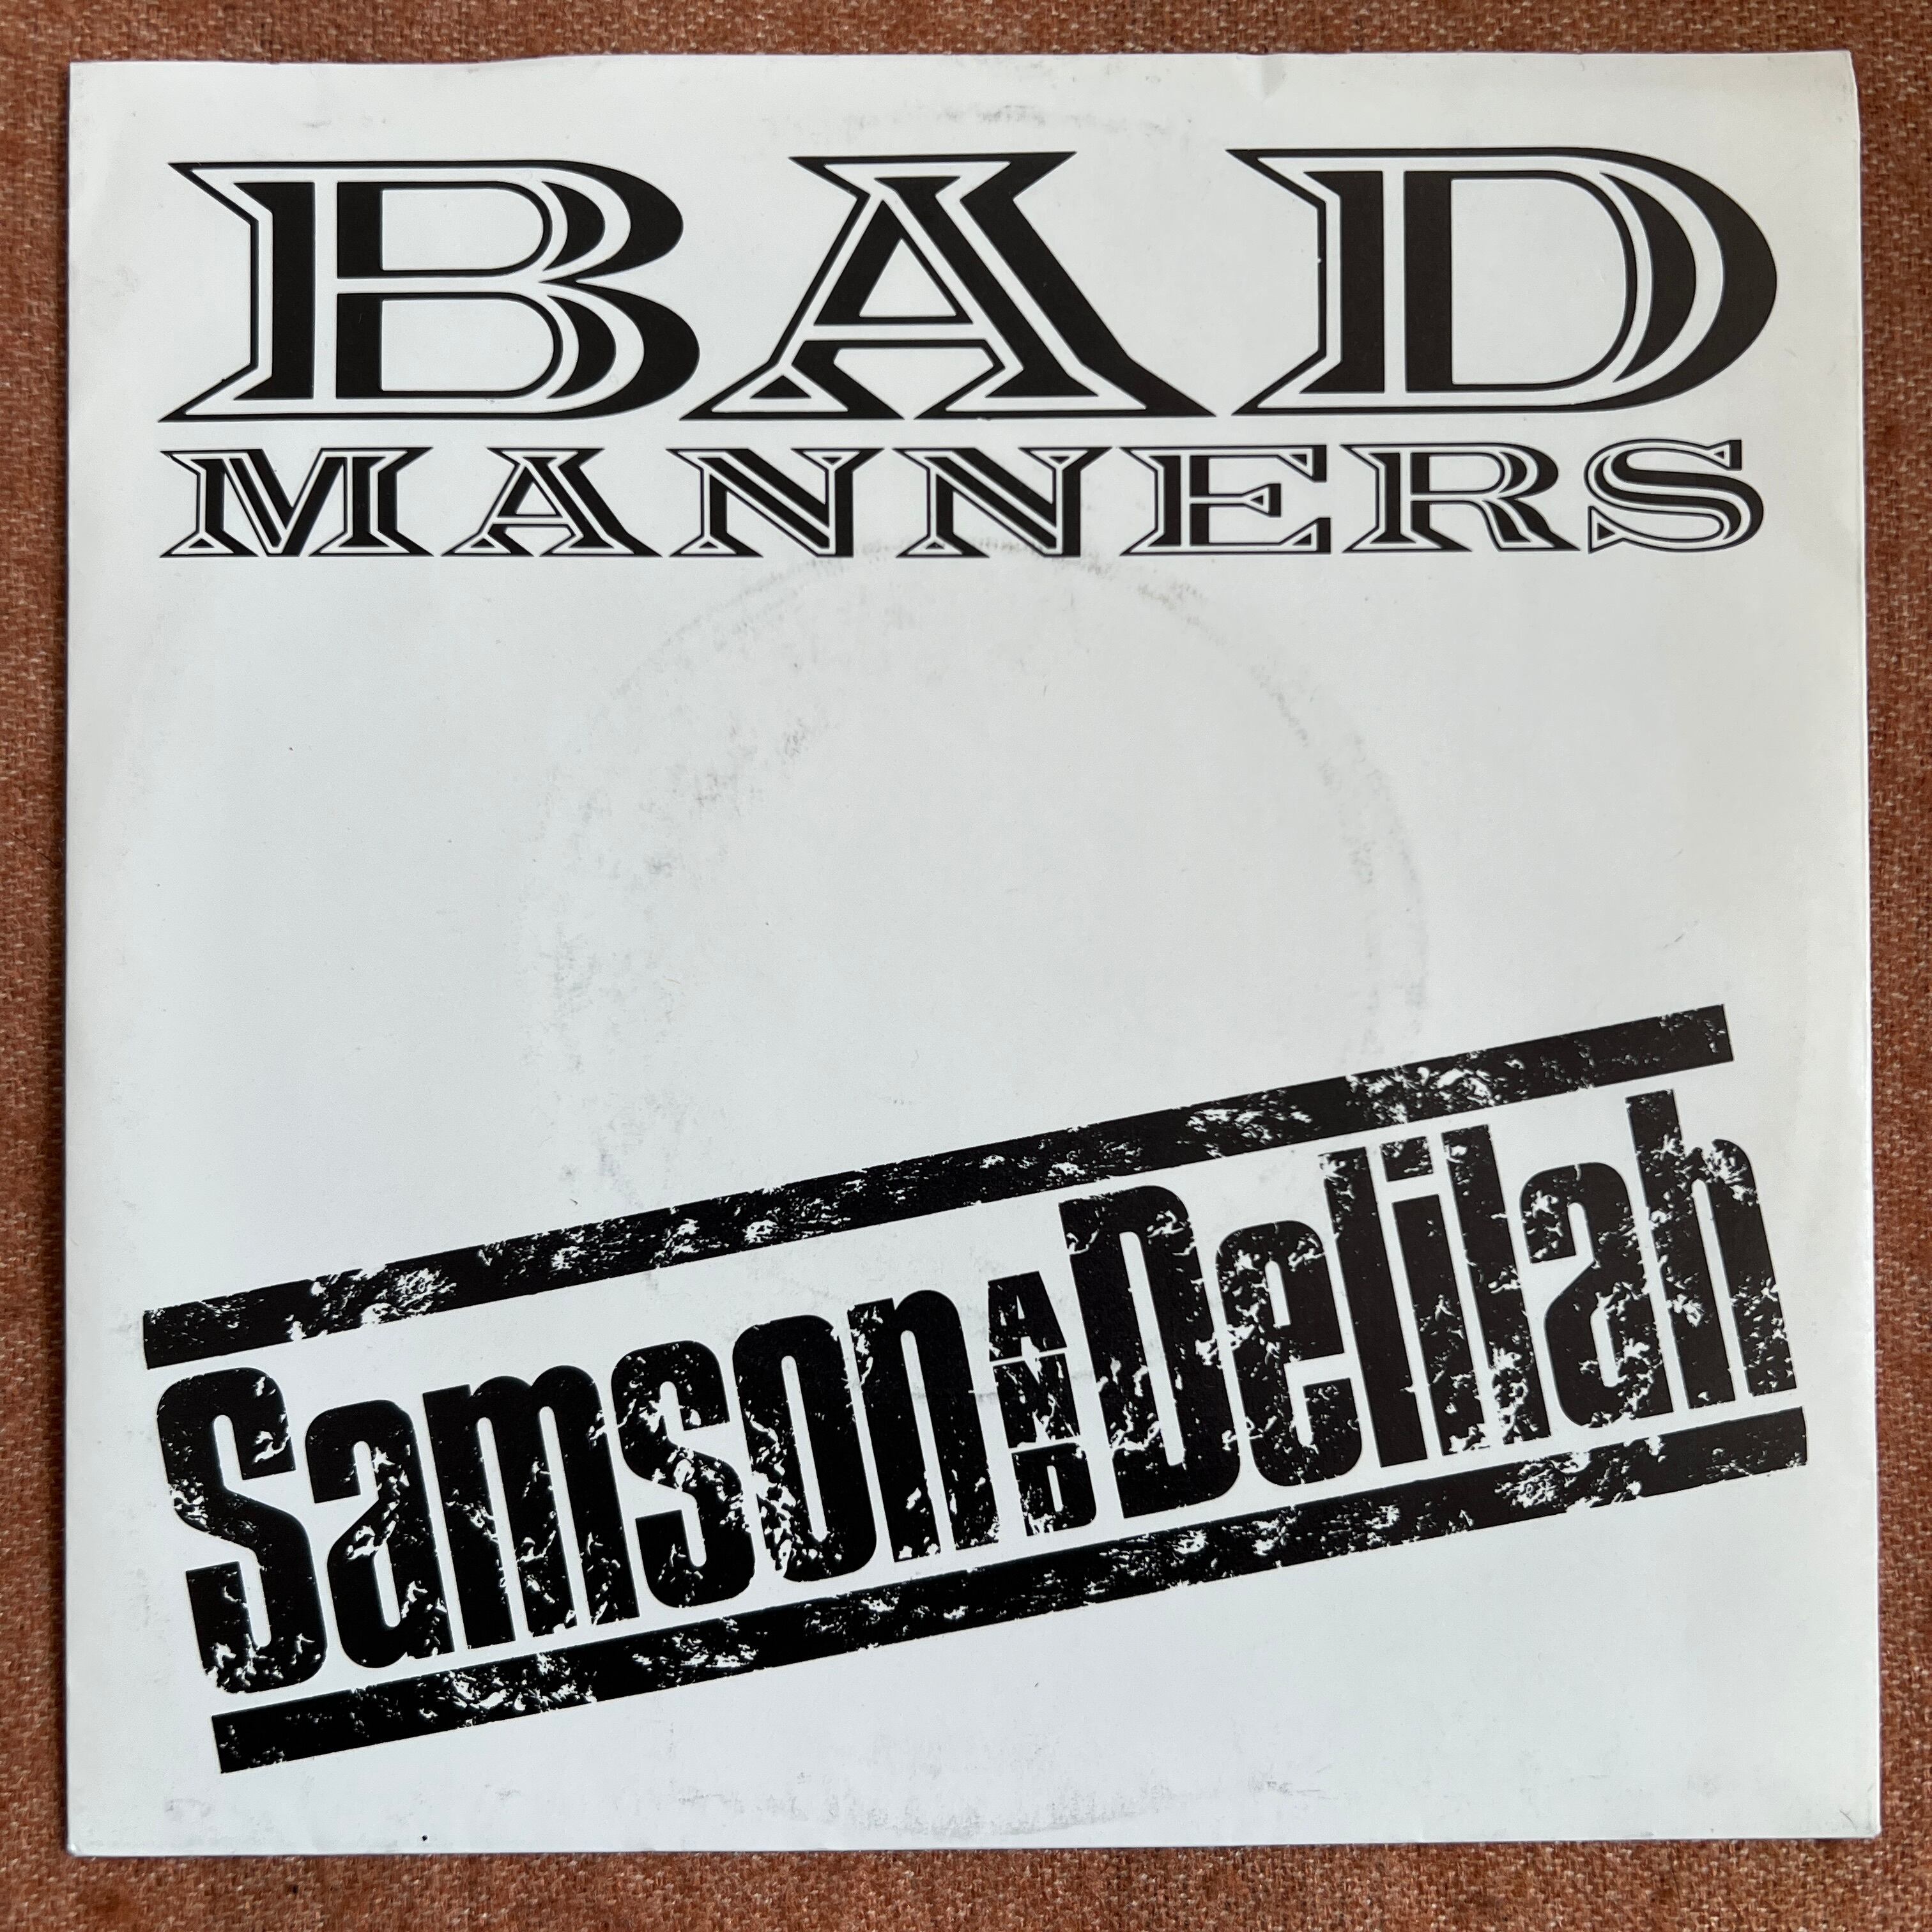 BAD
MANNERS
Samson AND Delilah